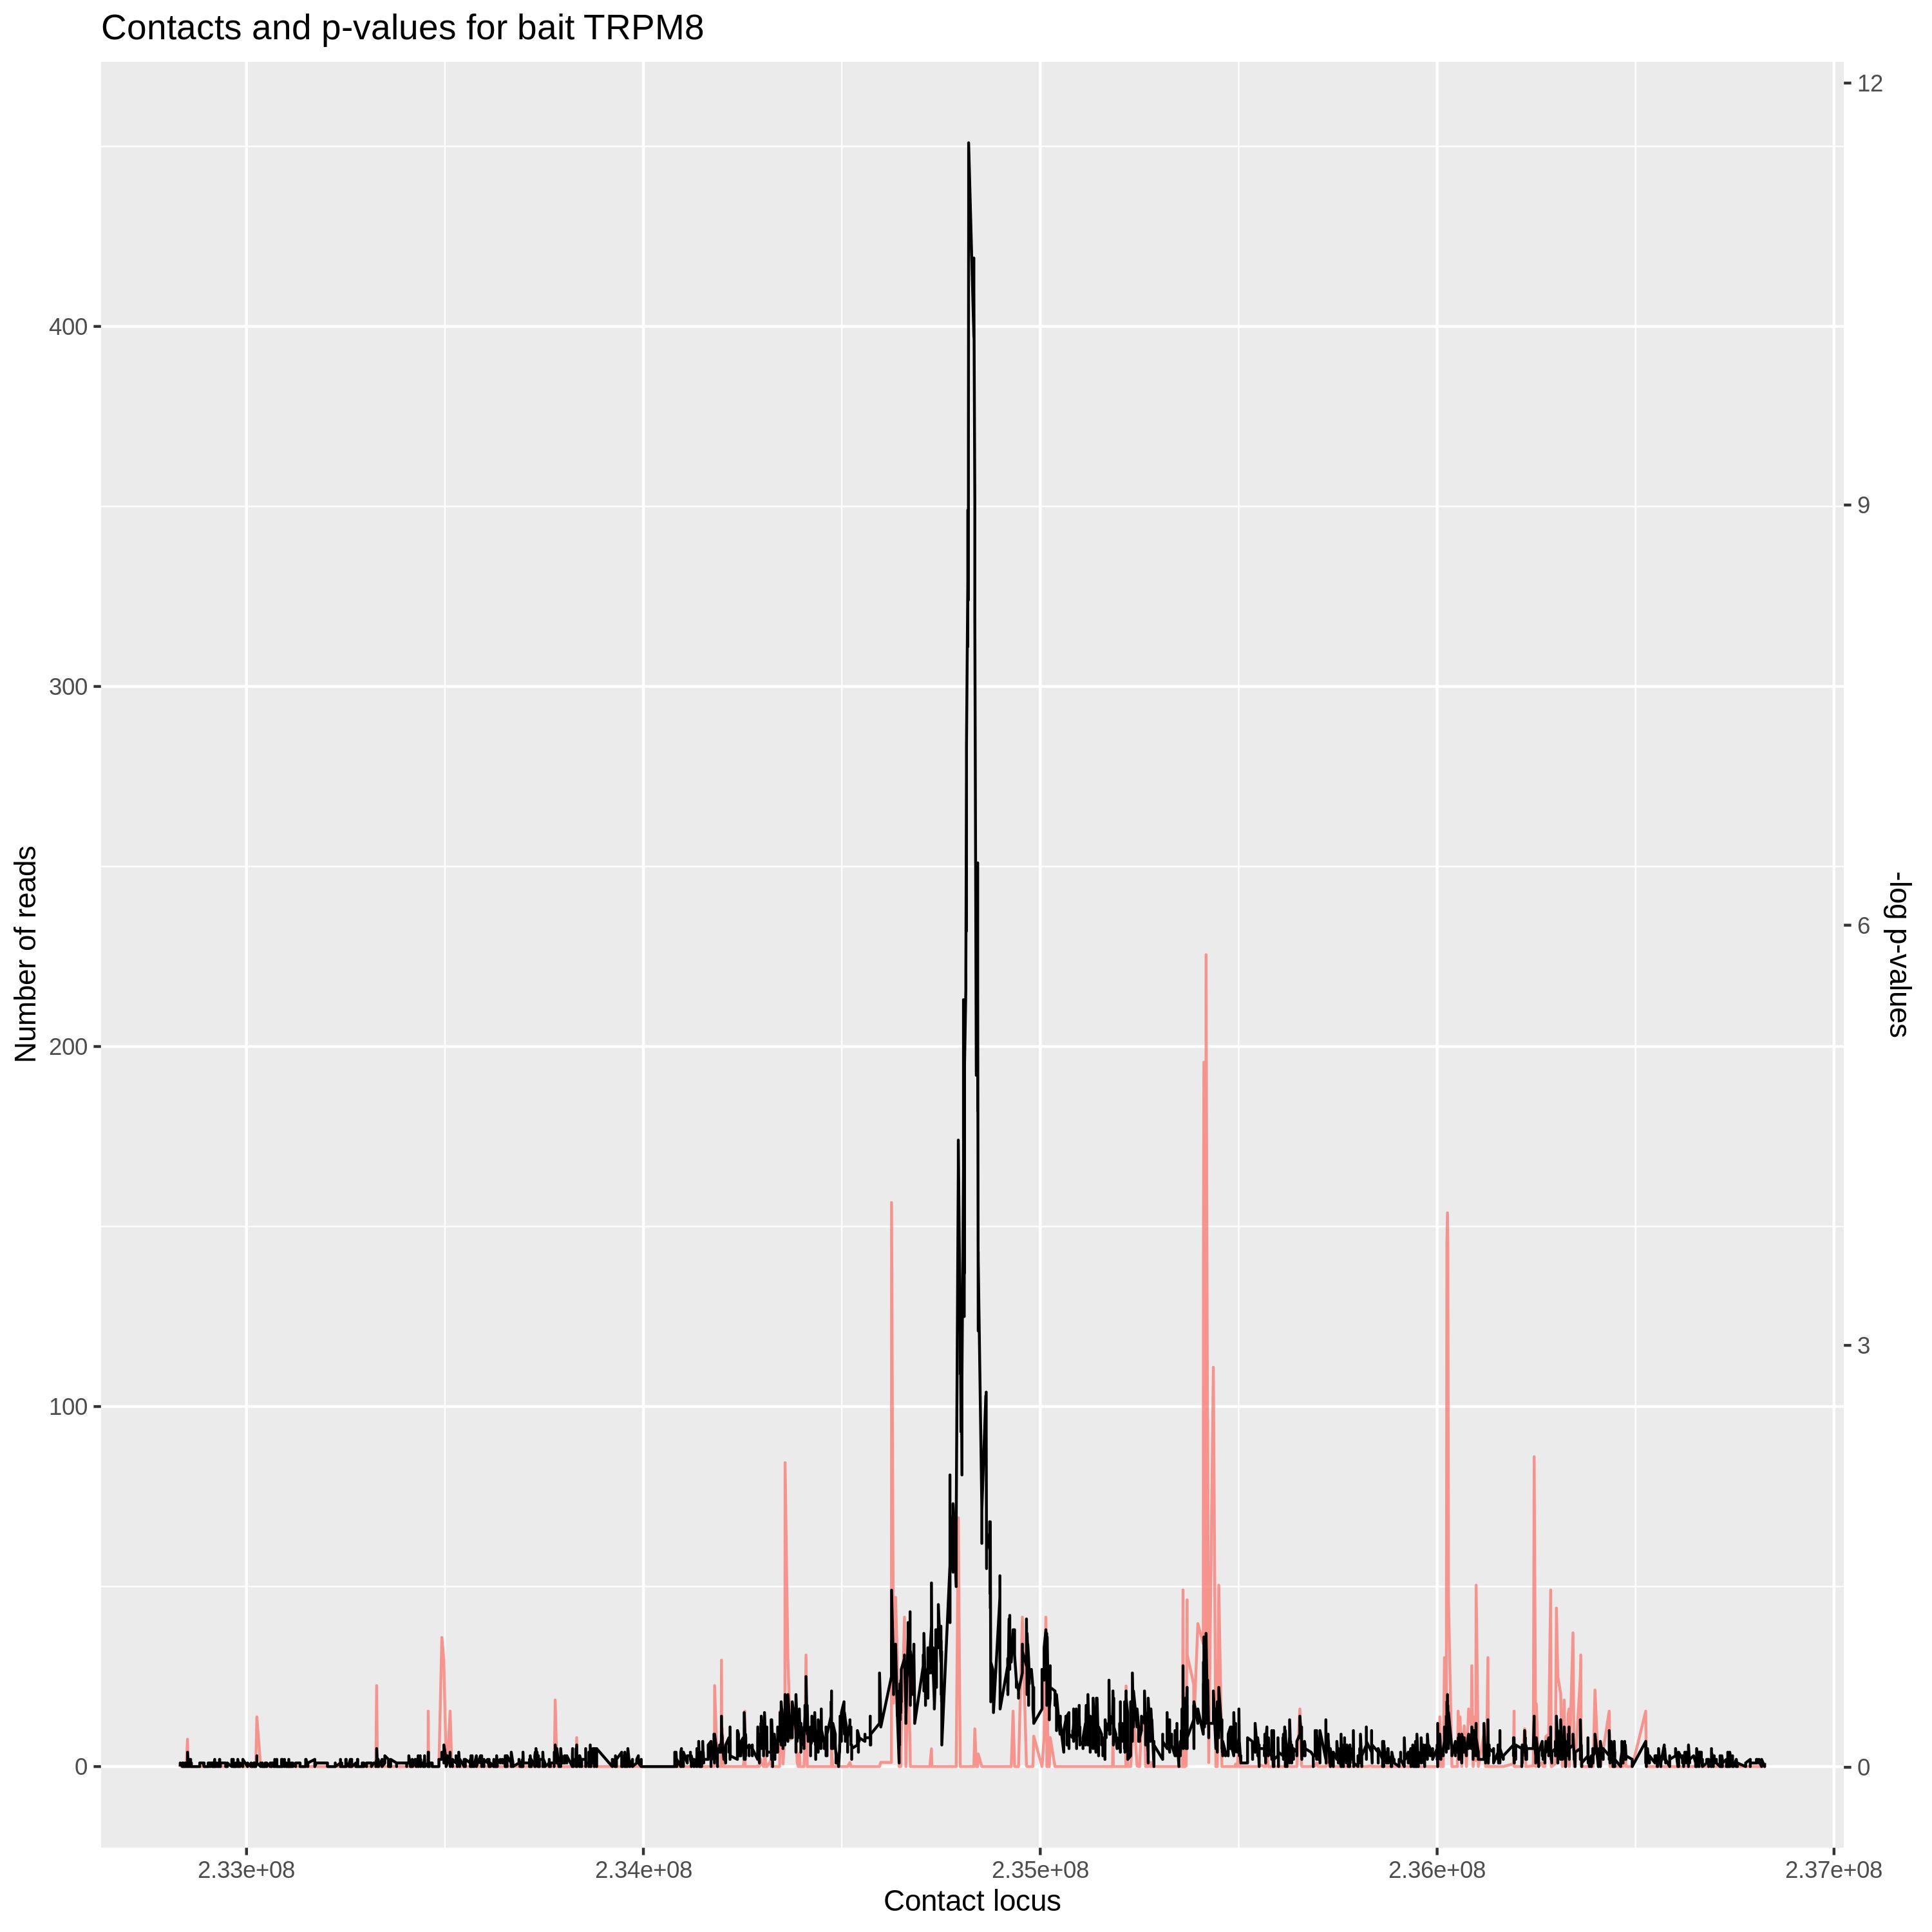 Contacts and p-values for bait TRPM8
12
400
9
300
Number of reads
-log p-values
6
200
3
100
0
0
2.33e+08
2.34e+08
2.35e+08
2.36e+08
2.37e+08
Contact locus